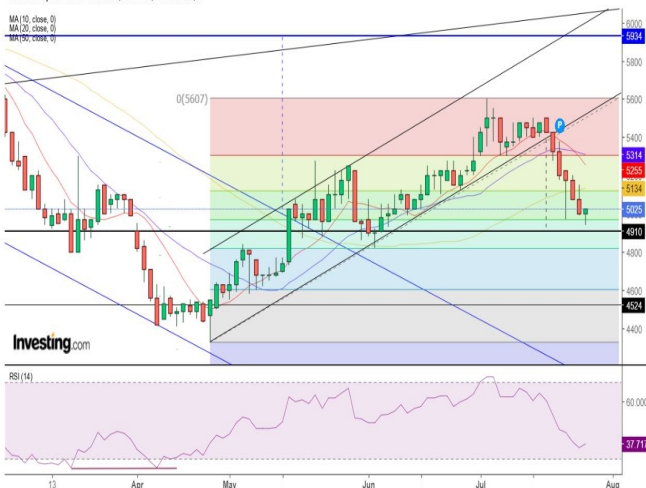 MA (10, close, 0)
MA (20, close, 0)
MA (50, close, 0)
6000
5934
5800
0(5607)
5600
P
5400
5314
5255
5134
5025
4910
4800
4600
4524
4400
Investing.com
RSI (14)
60.000
37.717
13
Apr
May
Jun
Jul
Aug